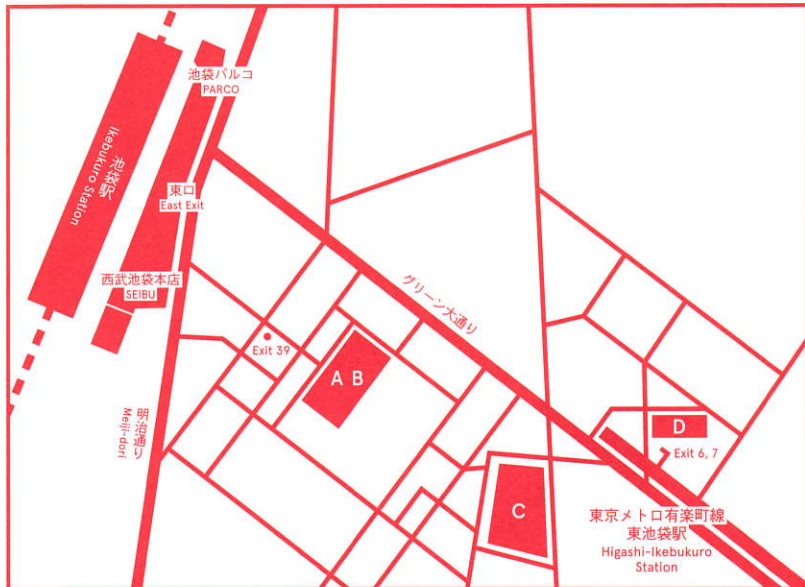 池袋パルコ
PARCO
池袋駅
Ikebukuro Station
東口
East Exit
西武池袋本店
SEIBU
グリーン大通り
Exit 39
A B
明治通り
Meiji-dori
D
Exit 6, 7
C
東京メトロ有楽町線
東池袋駅
Higashi-Ikebukuro
Station